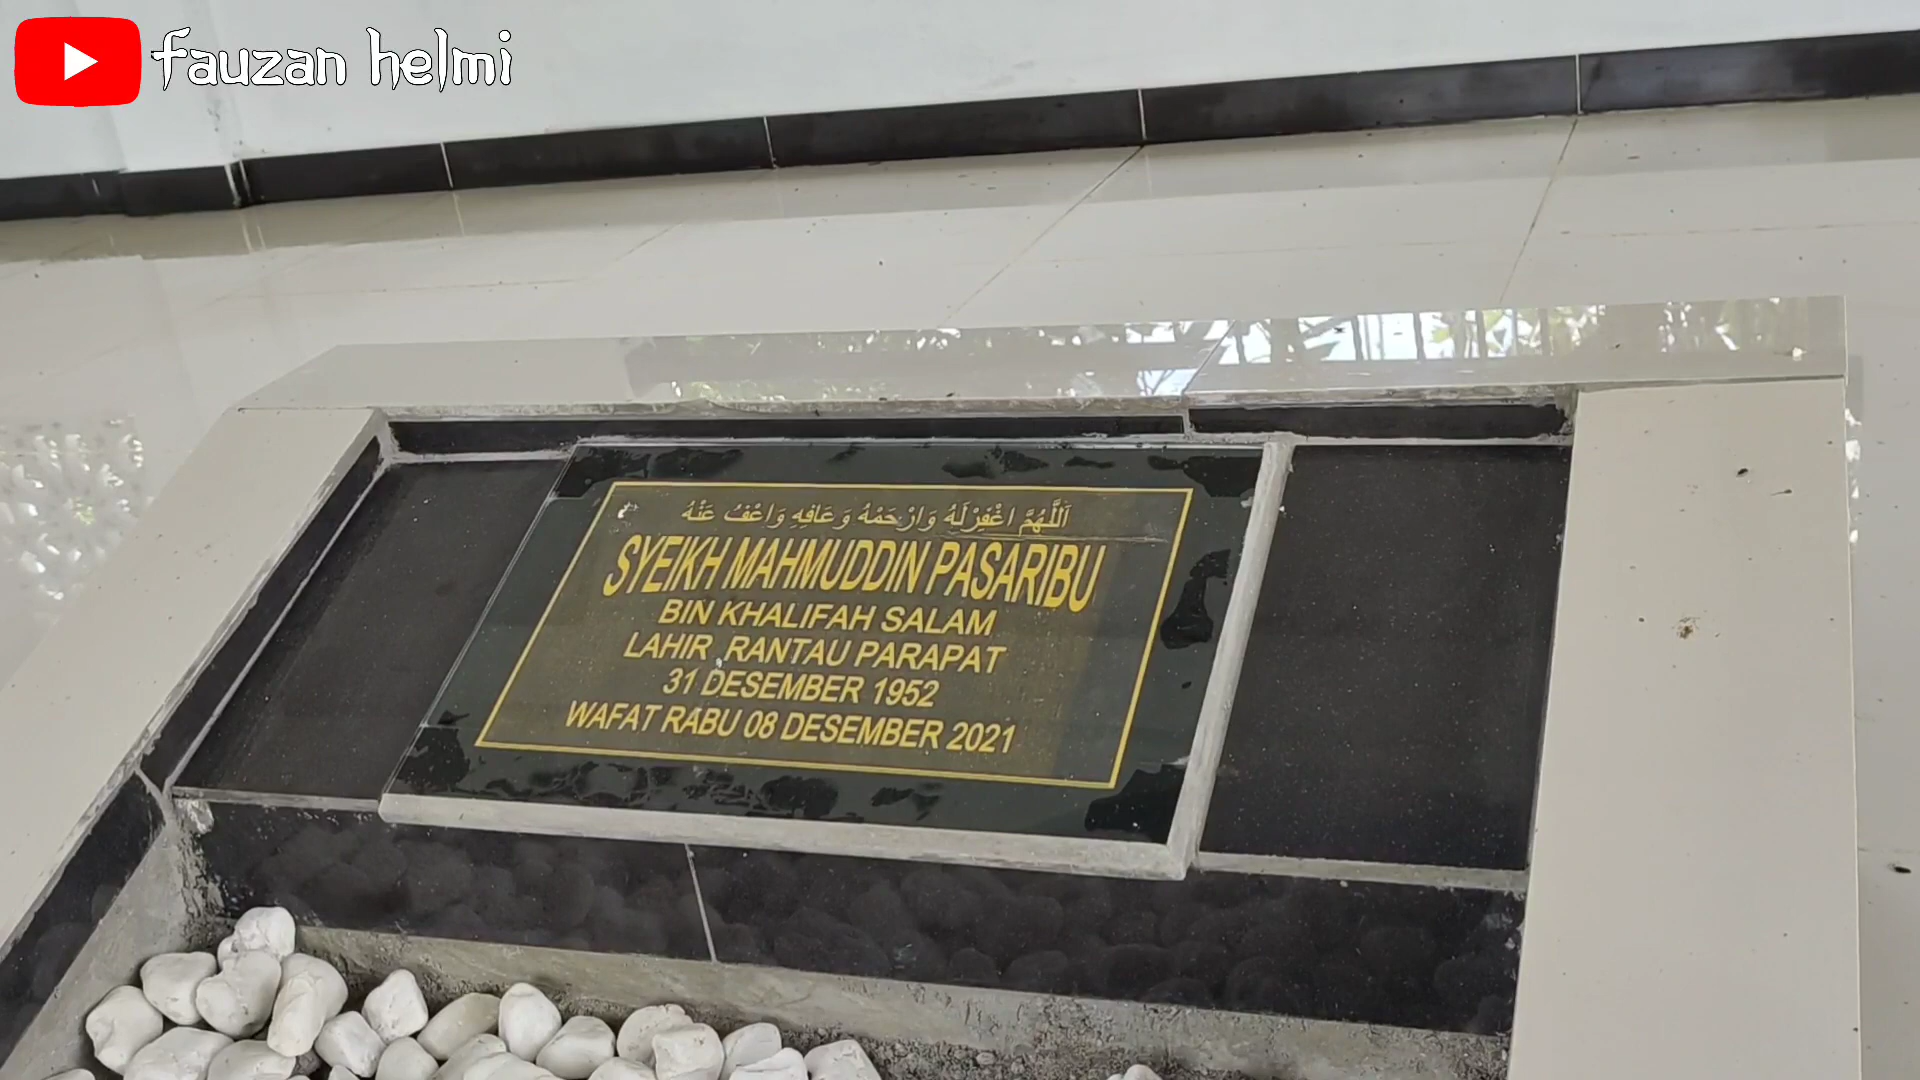 fauzan helmi
اَللّٰهُمَّ اغْفِرْلَهُ وَارْحَمْهُ وَعَافِهِ وَاعْفُ عَنْهُ
SYEIKH MAHMUDDIN PASARIBU
BIN KHALIFAH SALAM
LAHIR RANTAU PARAPAT
31 DESEMBER 1952
WAFAT RABU 08 DESEMBER 2021